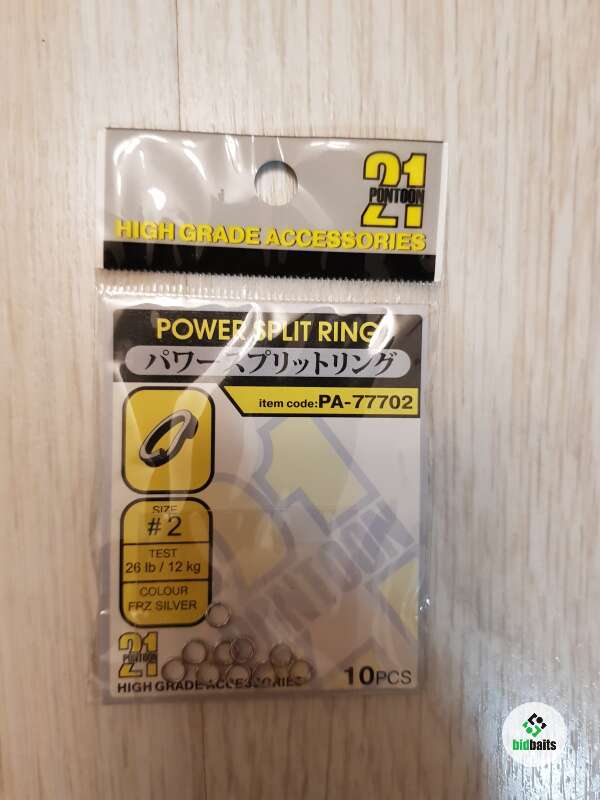 21
PONTOON
HIGH GRADE ACCESSORIES
POWER SPLIT RING
パワースプリットリング
item code:PA-77702
SIZE
#2
TEST
26 lb / 12 kg
COLOUR
FRZ SILVER
PONTOON
21
PONTOON
HIGH GRADE ACCESSORIES
10PCS
bidbaits